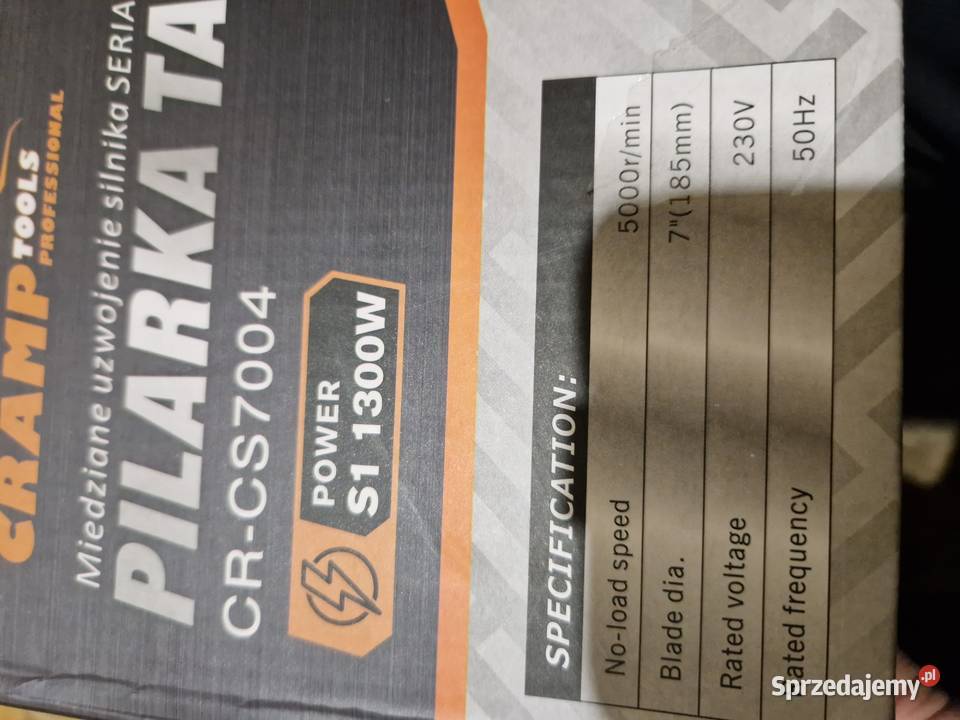 CRAMP TOOLS
PROFESSIONAL
Miedziane uzwojenie silnika SERIA
PILARKA TA
CR-CS7004
POWER
S1 1300W
SPECIFICATION:
No-load speed 5000r/min
Blade dia. 7"(185mm)
Rated voltage 230V
ated frequency 50Hz
Sprzedajemy.pl